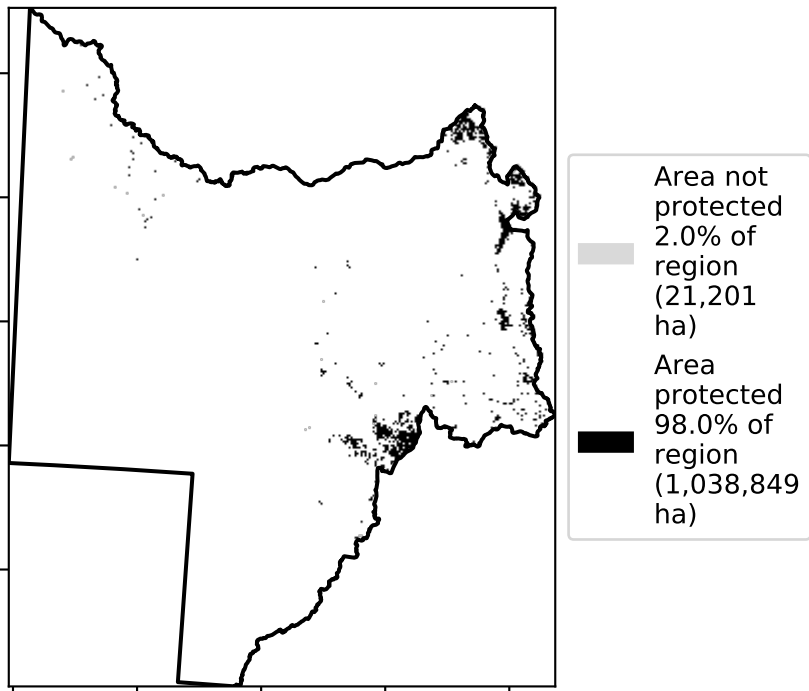 Area not
protected
2.0% of
region
(21,201
ha)
Area
protected
98.0% of
region
(1,038,849
ha)